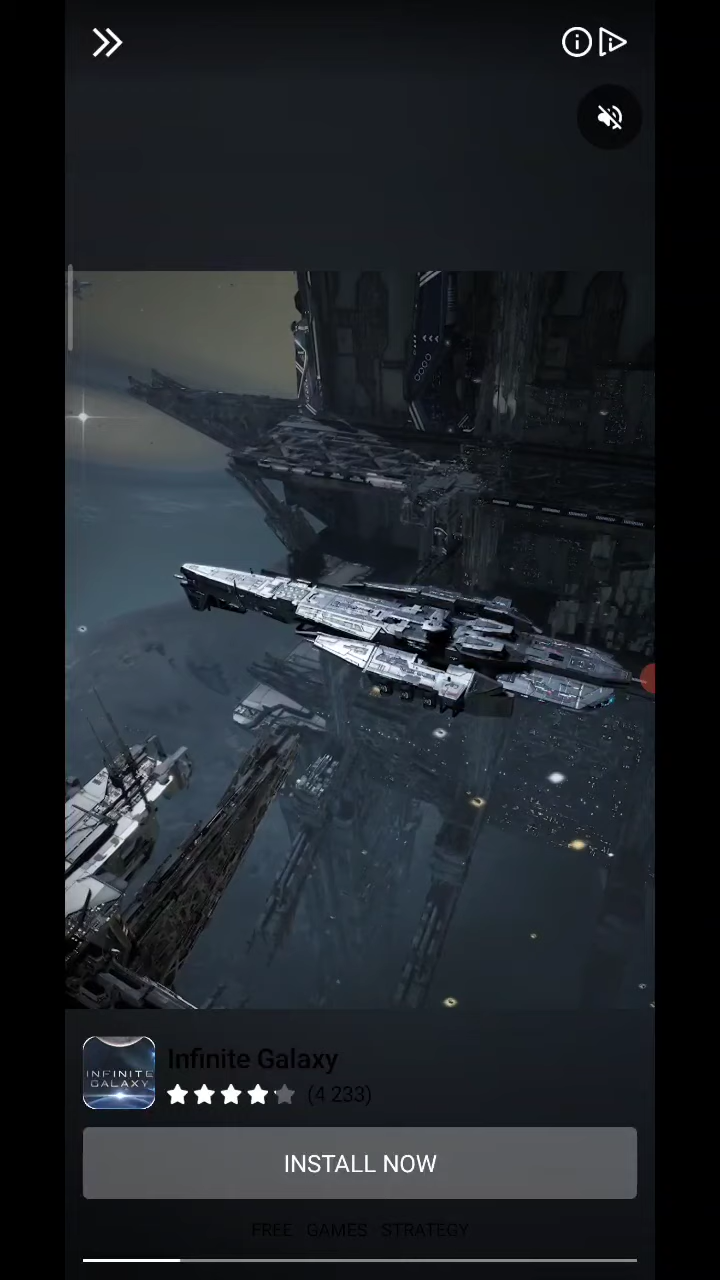 Infinite Galaxy
INFINITE
GALAXY
(4 233)
INSTALL NOW
FREE GAMES STRATEGY